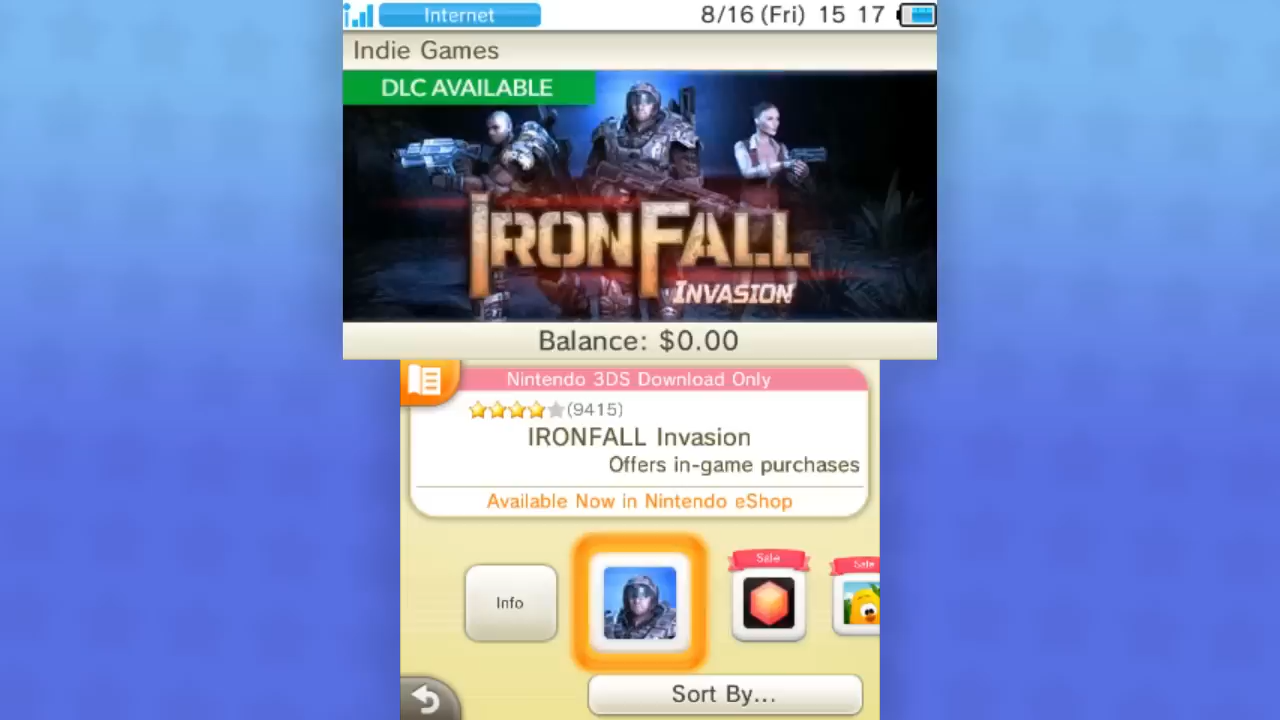 Internet
8/16 (Fri) 15 17
Indie Games
DLC AVAILABLE
IRONFALL
INVASION
Balance: $0.00
Nintendo 3DS Download Only
(9415)
IRONFALL Invasion
Offers in-game purchases
Available Now in Nintendo eShop
Sale
Sale
Info
Sort By...